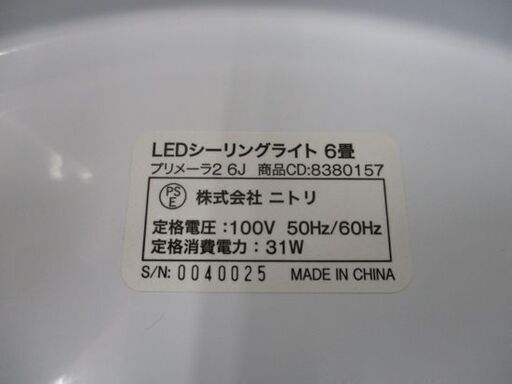 LEDシーリングライト 6畳
プリメーラ2 6J 商品CD:8380157
PS E 株式会社 ニトリ
定格電圧:100V 50Hz/60Hz
定格消費電力:31W
S/N: 0040025 MADE IN CHINA